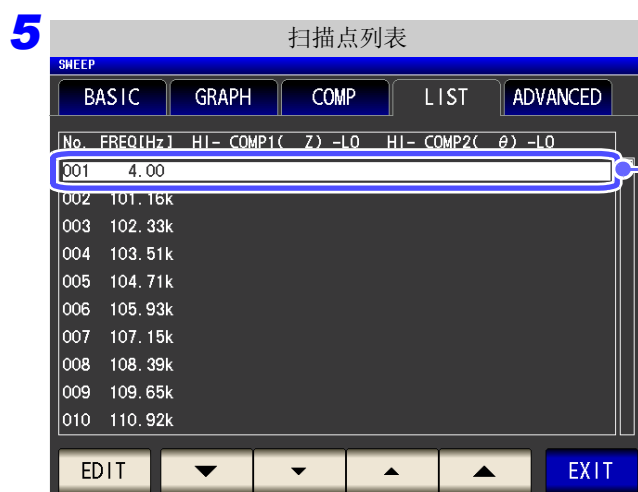 5
扫描点列表
SWEEP
BASIC GRAPH COMP LIST ADVANCED
No. FREQ[Hz] HI- COMP1( Z) -LO HI- COMP2( θ) -LO
001 4.00
002 101.16k
003 102.33k
004 103.51k
005 104.71k
006 105.93k
007 107.15k
008 108.39k
009 109.65k
010 110.92k
EDIT EXIT